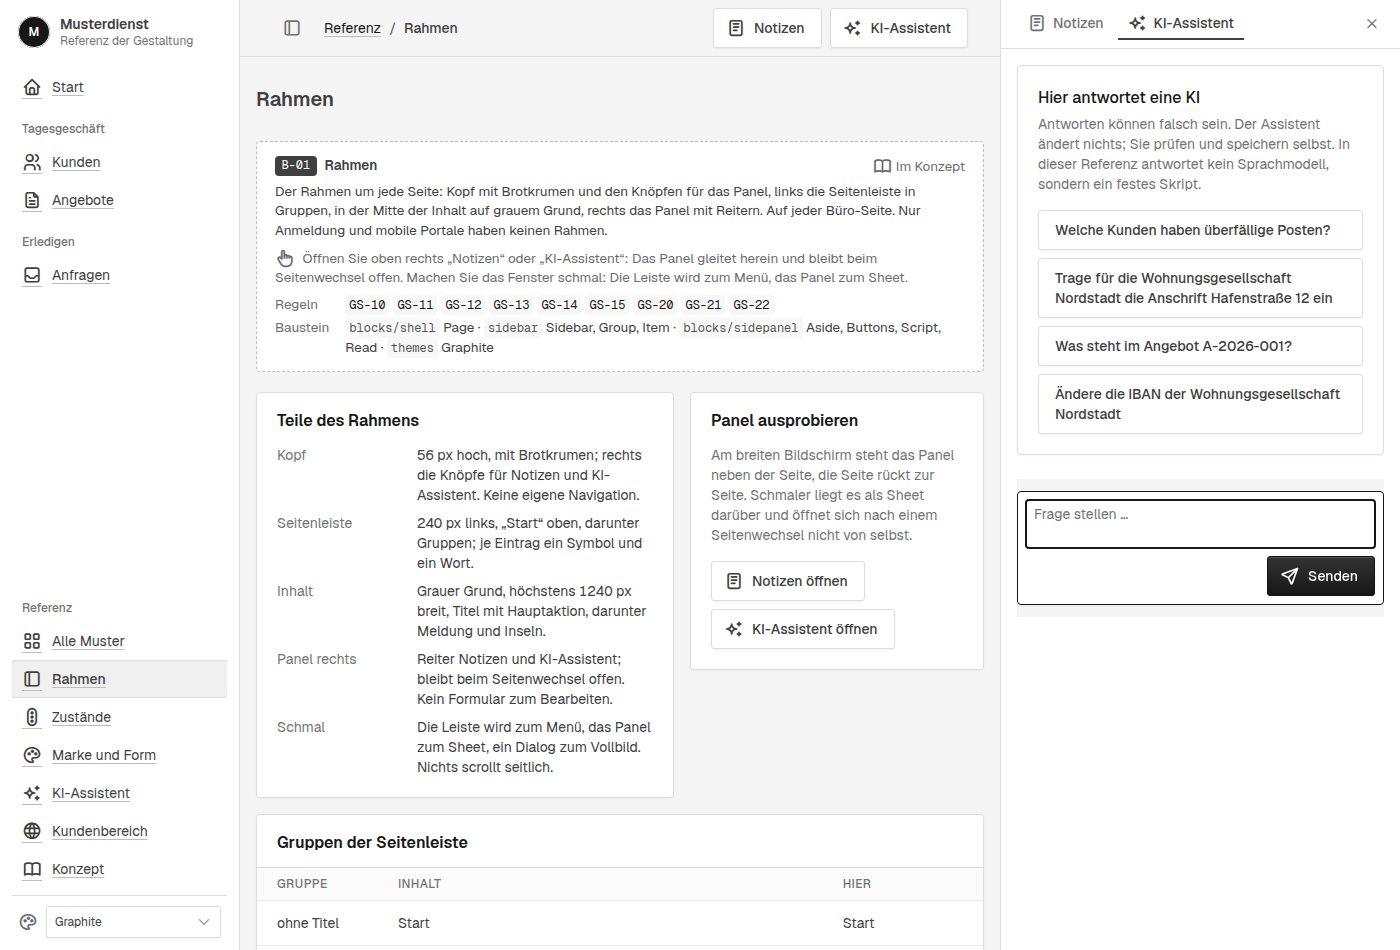 M
Musterdienst
Referenz der Gestaltung
Start
Tagesgeschäft
Kunden
Angebote
Erledigen
Anfragen
Referenz
Alle Muster
Rahmen
Zustände
Marke und Form
KI-Assistent
Kundenbereich
Konzept
Graphite
Referenz / Rahmen
Notizen
KI-Assistent
Rahmen
B-01 Rahmen
Im Konzept
Der Rahmen um jede Seite: Kopf mit Brotkrumen und den Knöpfen für das Panel, links die Seitenleiste in
Gruppen, in der Mitte der Inhalt auf grauem Grund, rechts das Panel mit Reitern. Auf jeder Büro-Seite. Nur
Anmeldung und mobile Portale haben keinen Rahmen.
Öffnen Sie oben rechts „Notizen“ oder „KI-Assistent“: Das Panel gleitet herein und bleibt beim
Seitenwechsel offen. Machen Sie das Fenster schmal: Die Leiste wird zum Menü, das Panel zum Sheet.
Regeln GS-10 GS-11 GS-12 GS-13 GS-14 GS-15 GS-20 GS-21 GS-22
Baustein blocks/shell Page · sidebar Sidebar, Group, Item · blocks/sidepanel Aside, Buttons, Script,
Read · themes Graphite
Teile des Rahmens
Kopf
56 px hoch, mit Brotkrumen; rechts
die Knöpfe für Notizen und KI-
Assistent. Keine eigene Navigation.
Seitenleiste
240 px links, „Start“ oben, darunter
Gruppen; je Eintrag ein Symbol und
ein Wort.
Inhalt
Grauer Grund, höchstens 1240 px
breit, Titel mit Hauptaktion, darunter
Meldung und Inseln.
Panel rechts
Reiter Notizen und KI-Assistent;
bleibt beim Seitenwechsel offen.
Kein Formular zum Bearbeiten.
Schmal
Die Leiste wird zum Menü, das Panel
zum Sheet, ein Dialog zum Vollbild.
Nichts scrollt seitlich.
Panel ausprobieren
Am breiten Bildschirm steht das Panel
neben der Seite, die Seite rückt zur
Seite. Schmaler liegt es als Sheet
darüber und öffnet sich nach einem
Seitenwechsel nicht von selbst.
Notizen öffnen
KI-Assistent öffnen
Gruppen der Seitenleiste
GRUPPE INHALT HIER
ohne Titel Start Start
Notizen
KI-Assistent
Hier antwortet eine KI
Antworten können falsch sein. Der Assistent
ändert nichts; Sie prüfen und speichern selbst. In
dieser Referenz antwortet kein Sprachmodell,
sondern ein festes Skript.
Welche Kunden haben überfällige Posten?
Trage für die Wohnungsgesellschaft
Nordstadt die Anschrift Hafenstraße 12 ein
Was steht im Angebot A-2026-001?
Ändere die IBAN der Wohnungsgesellschaft
Nordstadt
Frage stellen …
Senden